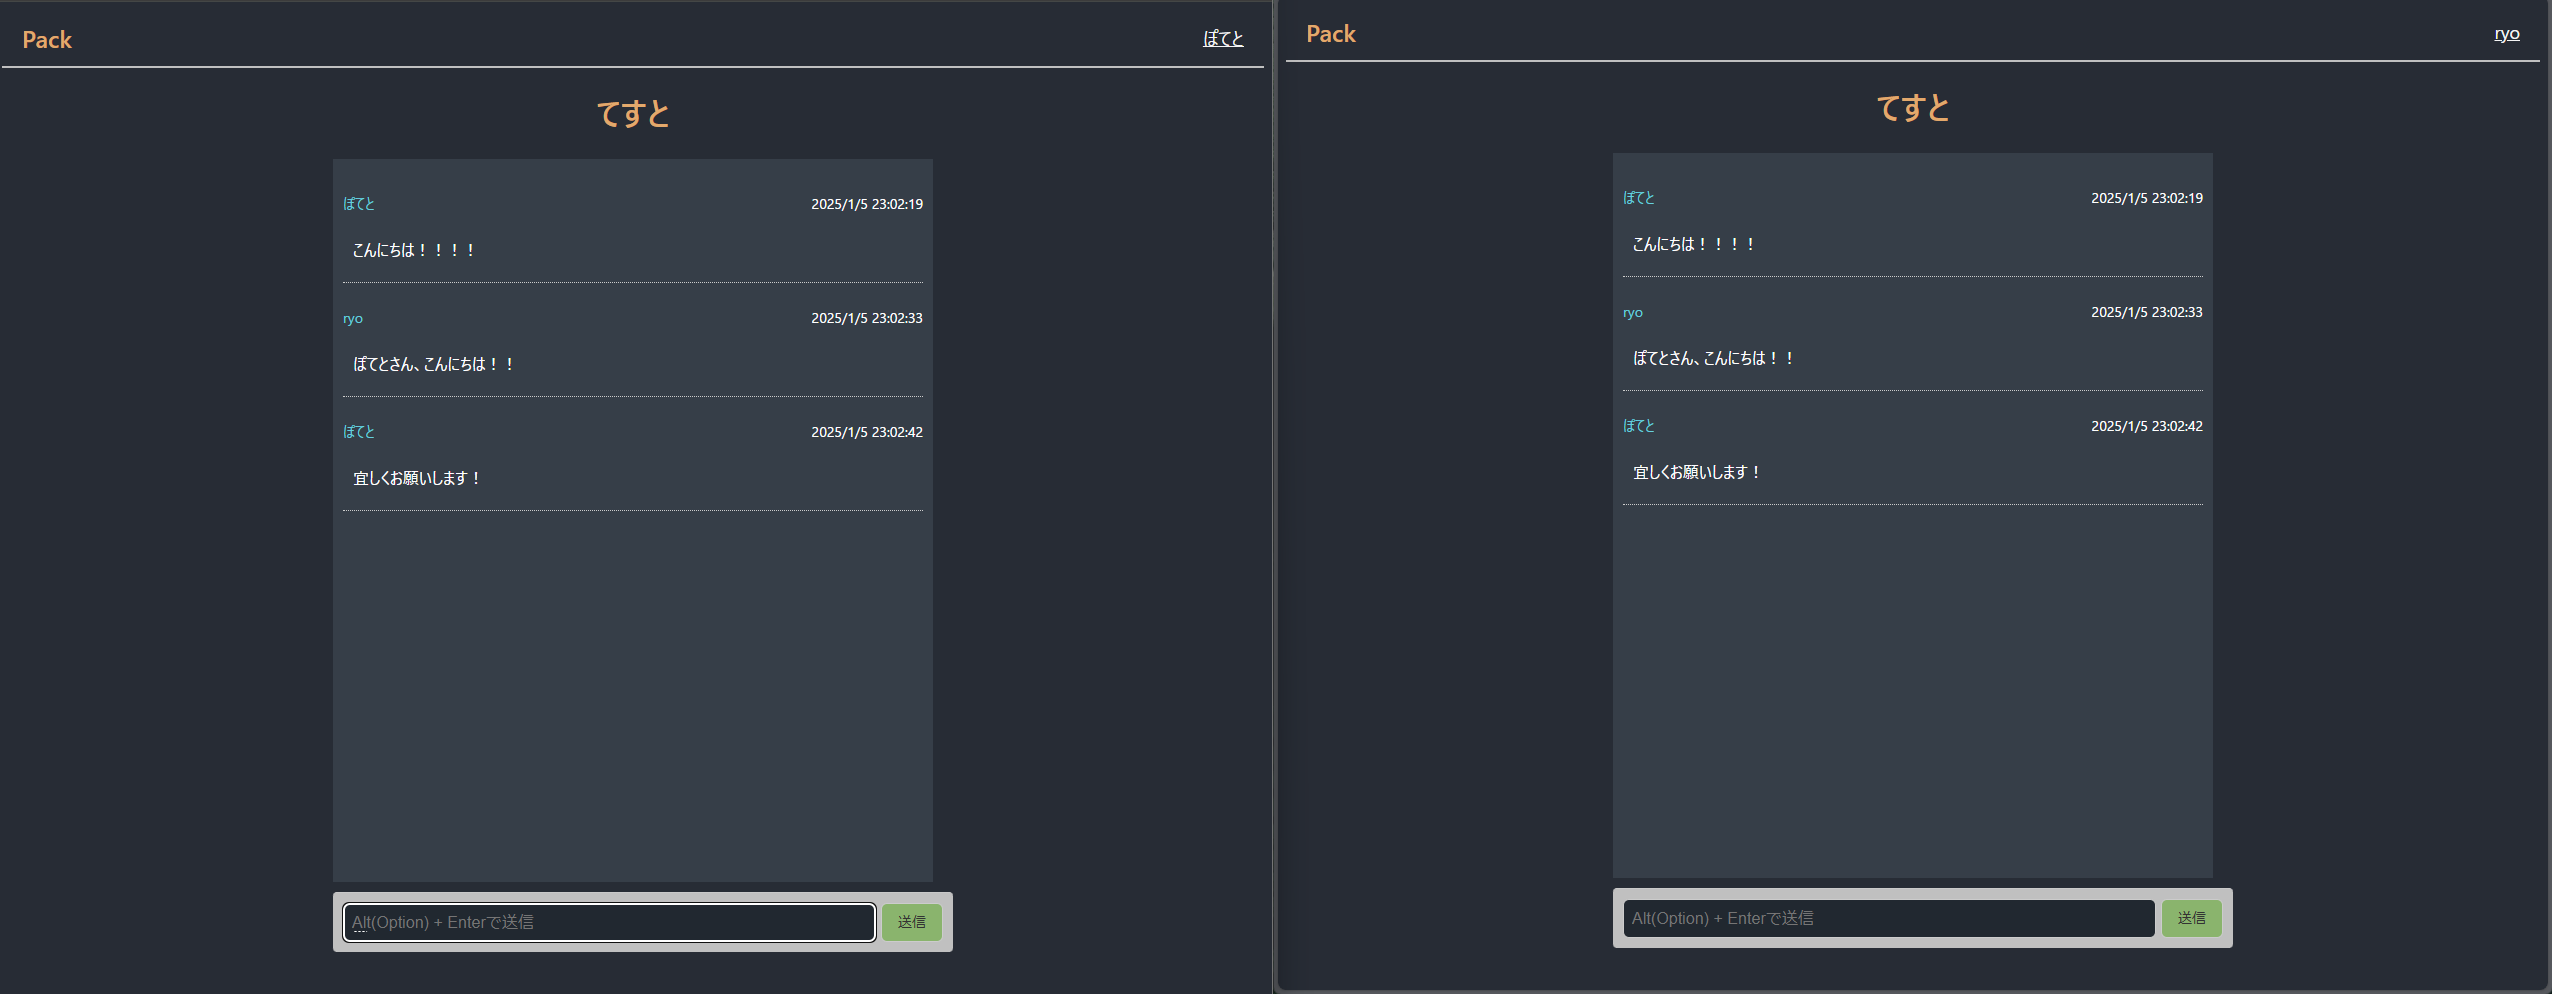 Pack
ぽてと
てすと
ぽてと 2025/1/5 23:02:19
こんにちは！！！！
ryo 2025/1/5 23:02:33
ぽてとさん、こんにちは！！
ぽてと 2025/1/5 23:02:42
宜しくお願いします！
Alt(Option) + Enterで送信
送信
Pack
ryo
てすと
ぽてと 2025/1/5 23:02:19
こんにちは！！！！
ryo 2025/1/5 23:02:33
ぽてとさん、こんにちは！！
ぽてと 2025/1/5 23:02:42
宜しくお願いします！
Alt(Option) + Enterで送信
送信